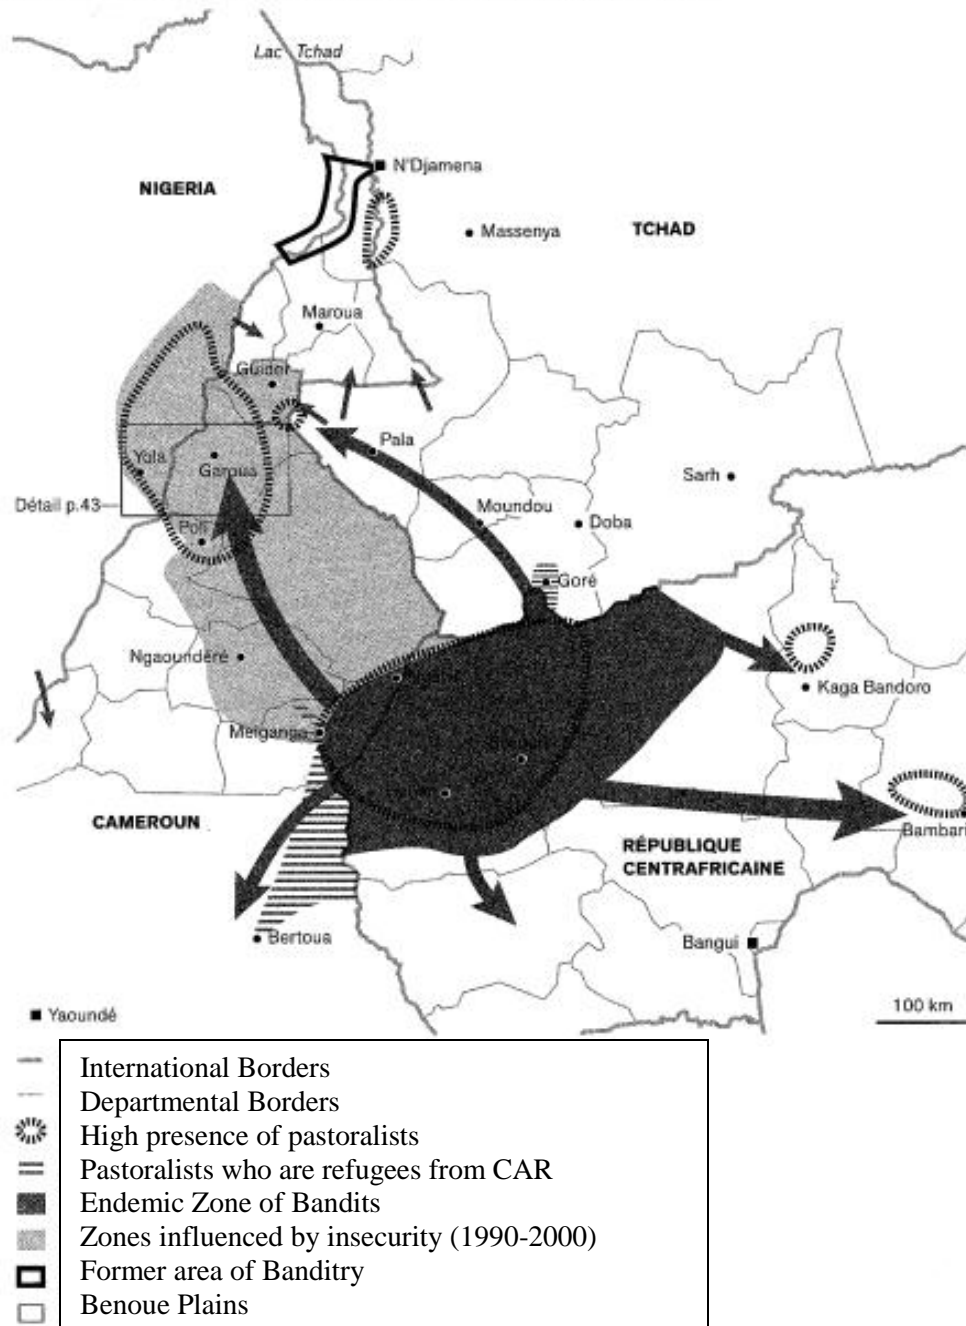 Lac Tchad
N'Djamena
NIGERIA
Massenya
TCHAD
Maroua
Guider
Pala
Yola
Garoua
Sarh
Détail p.43
Moundou
Doba
Poli
Goré
Ngaoundéré
Kaga Bandoro
Meiganga
CAMEROUN
Bambari
RÉPUBLIQUE
CENTRAFRICAINE
Bertoua
Bangui
100 km
Yaoundé
International Borders
Departmental Borders
High presence of pastoralists
Pastoralists who are refugees from CAR
Endemic Zone of Bandits
Zones influenced by insecurity (1990-2000)
Former area of Banditry
Benoue Plains